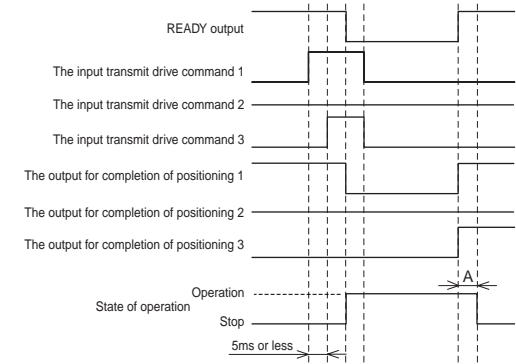 READY output
The input transmit drive command 1
The input transmit drive command 2
The input transmit drive command 3
The output for completion of positioning 1
The output for completion of positioning 2
The output for completion of positioning 3
A
Operation
State of operation
Stop
5ms or less